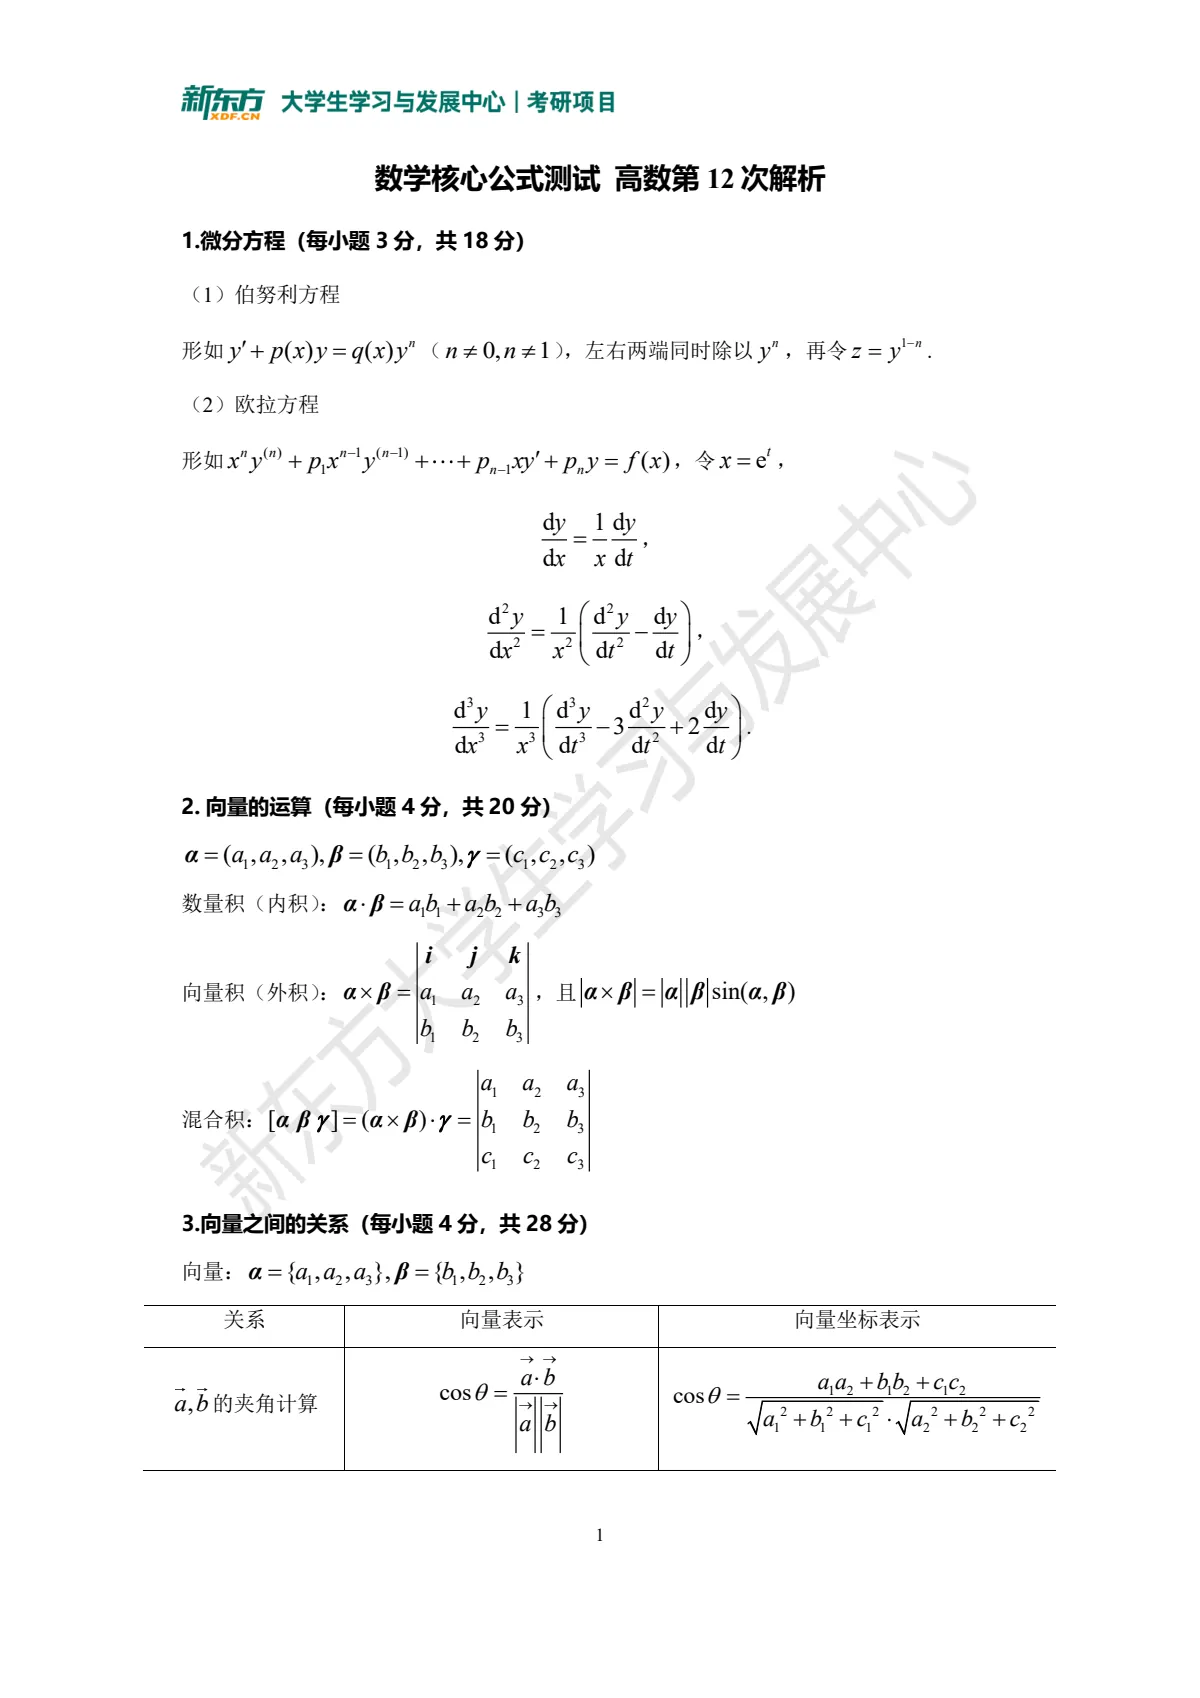 新东方 XDF.CN 大学生学习与发展中心 | 考研项目
数学核心公式测试 高数第 12 次解析
1.微分方程（每小题 3 分，共 18 分）
（1）伯努利方程
形如 y′ + p(x)y = q(x)yⁿ（ n ≠ 0, n ≠ 1），左右两端同时除以 yⁿ ，再令 z = y^{1−n} .
（2）欧拉方程
形如 xⁿy^{(n)} + p₁x^{n−1}y^{(n−1)} + ⋯ + p_{n−1}xy′ + p_n y = f(x)，令 x = e^t ，
dy/dx = 1/x dy/dt ，
d²y/dx² = 1/x² (d²y/dt² − dy/dt) ，
d³y/dx³ = 1/x³ (d³y/dt³ − 3 d²y/dt² + 2 dy/dt) .
2. 向量的运算（每小题 4 分，共 20 分）
α = (a₁,a₂,a₃), β = (b₁,b₂,b₃), γ = (c₁,c₂,c₃)
数量积（内积）： α · β = a₁b₁ + a₂b₂ + a₃b₃
向量积（外积）： α × β = | i j k ; a₁ a₂ a₃ ; b₁ b₂ b₃ | ，且 |α × β| = |α||β| sin(α, β)
混合积：[α β γ] = (α × β) · γ = | a₁ a₂ a₃ ; b₁ b₂ b₃ ; c₁ c₂ c₃ |
3.向量之间的关系（每小题 4 分，共 28 分）
向量： α = {a₁,a₂,a₃}, β = {b₁,b₂,b₃}
关系 向量表示 向量坐标表示
a⃗,b⃗ 的夹角计算 cosθ = (a⃗ · b⃗) / (|a⃗||b⃗|) cosθ = (a₁a₂ + b₁b₂ + c₁c₂) / (√(a₁² + b₁² + c₁²) · √(a₂² + b₂² + c₂²))
1
新东方大学生学习与发展中心